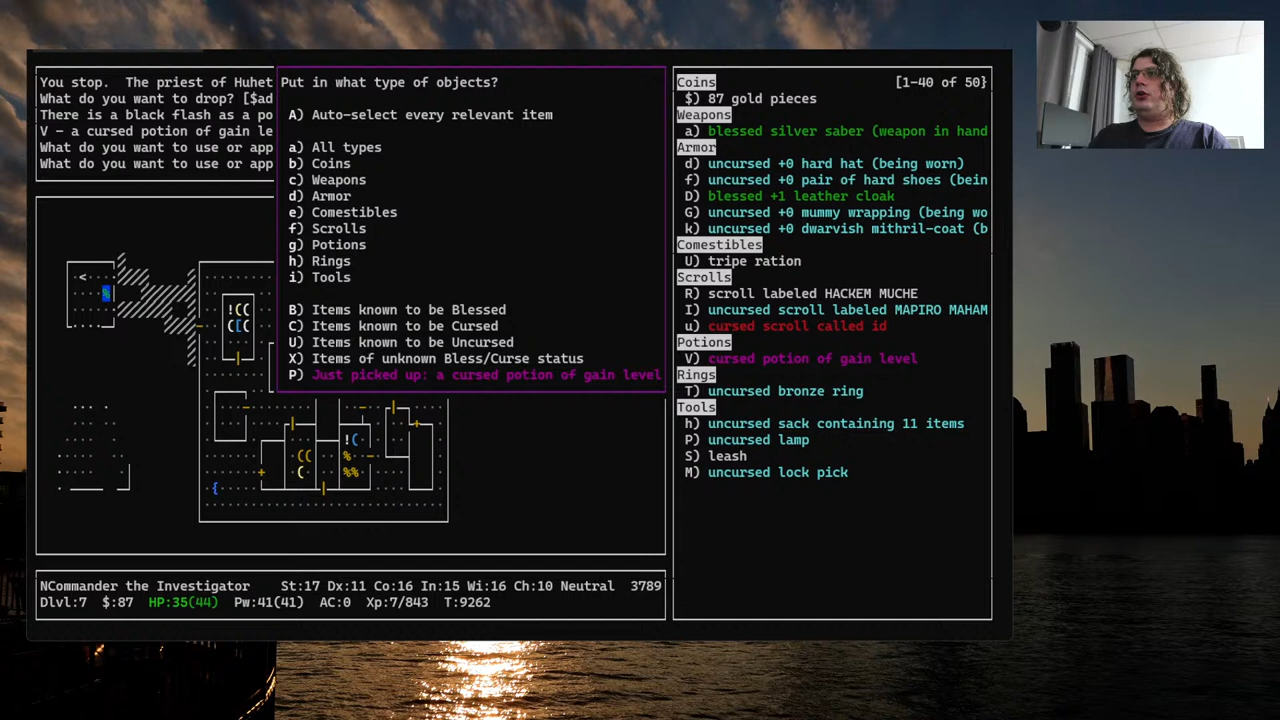 You stop.  The priest of Huhet
What do you want to drop? [$ad
There is a black flash as a po
V - a cursed potion of gain le
What do you want to use or app
What do you want to use or app
Put in what type of objects?
A) Auto-select every relevant item
a) All types
b) Coins
c) Weapons
d) Armor
e) Comestibles
f) Scrolls
g) Potions
h) Rings
i) Tools
B) Items known to be Blessed
C) Items known to be Cursed
U) Items known to be Uncursed
X) Items of unknown Bless/Curse status
P) Just picked up: a cursed potion of gain level
Coins [1-40 of 50}
$) 87 gold pieces
Weapons
a) blessed silver saber (weapon in hand
Armor
d) uncursed +0 hard hat (being worn)
f) uncursed +0 pair of hard shoes (bein
D) blessed +1 leather cloak
G) uncursed +0 mummy wrapping (being wo
k) uncursed +0 dwarvish mithril-coat (b
Comestibles
U) tripe ration
Scrolls
R) scroll labeled HACKEM MUCHE
I) uncursed scroll labeled MAPIRO MAHAM
u) cursed scroll called id
Potions
V) cursed potion of gain level
Rings
T) uncursed bronze ring
Tools
h) uncursed sack containing 11 items
P) uncursed lamp
S) leash
M) uncursed lock pick
NCommander the Investigator St:17 Dx:11 Co:16 In:15 Wi:16 Ch:10 Neutral 3789
Dlvl:7 $:87 HP:35(44) Pw:41(41) AC:0 Xp:7/843 T:9262